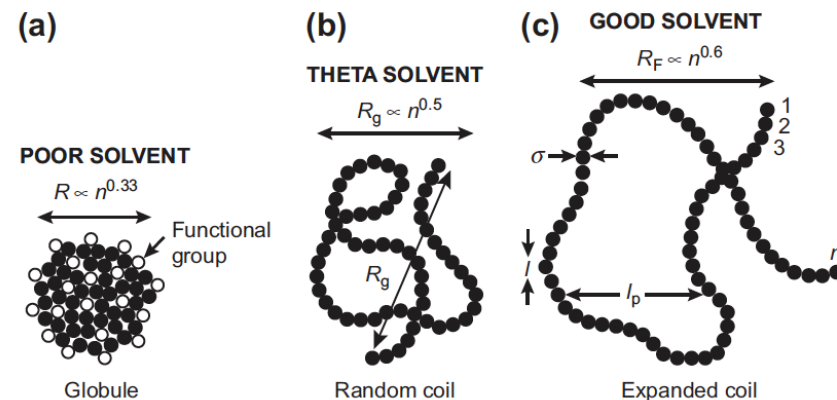 (a)
POOR SOLVENT
R ∝ n^0.33
Functional
group
Globule
(b)
THETA SOLVENT
R_g ∝ n^0.5
R_g
Random coil
(c)
GOOD SOLVENT
R_F ∝ n^0.6
1
2
3
σ
n
l
l_p
Expanded coil